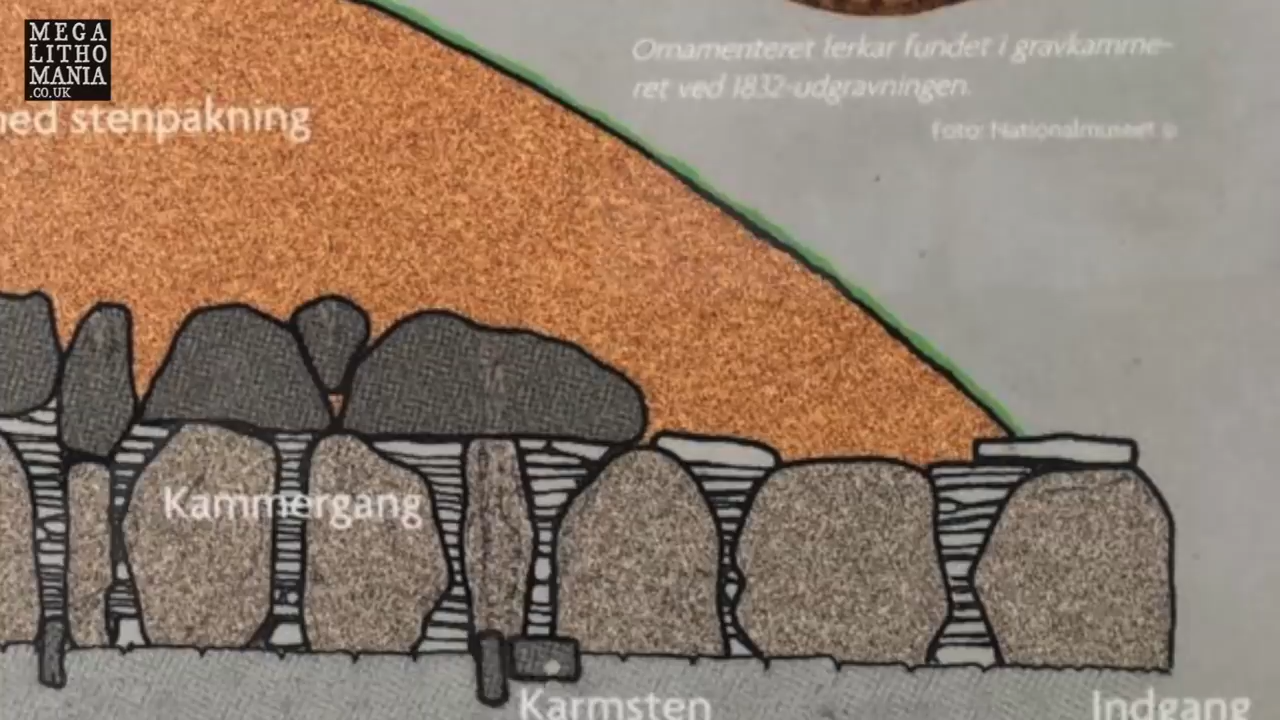 MEGA
LITHO
MANIA
.CO.UK
Ornamenteret lerkar fundet i gravkamme-
ret ved 1832-udgravningen.
Foto: Nationalmuseet ©
med stenpakning
Kammergang
Karmsten
Indgang